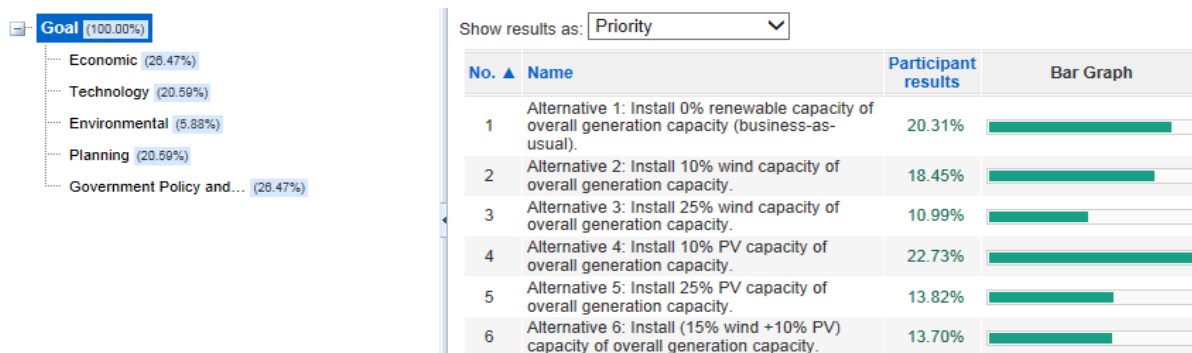 Goal (100.00%)
Economic (26.47%)
Technology (20.59%)
Environmental (5.88%)
Planning (20.59%)
Government Policy and... (26.47%)
Show results as: Priority
No. ▲ Name Participant results Bar Graph
1 Alternative 1: Install 0% renewable capacity of
overall generation capacity (business-as-
usual). 20.31%
2 Alternative 2: Install 10% wind capacity of
overall generation capacity. 18.45%
3 Alternative 3: Install 25% wind capacity of
overall generation capacity. 10.99%
4 Alternative 4: Install 10% PV capacity of
overall generation capacity. 22.73%
5 Alternative 5: Install 25% PV capacity of
overall generation capacity. 13.82%
6 Alternative 6: Install (15% wind +10% PV)
capacity of overall generation capacity. 13.70%